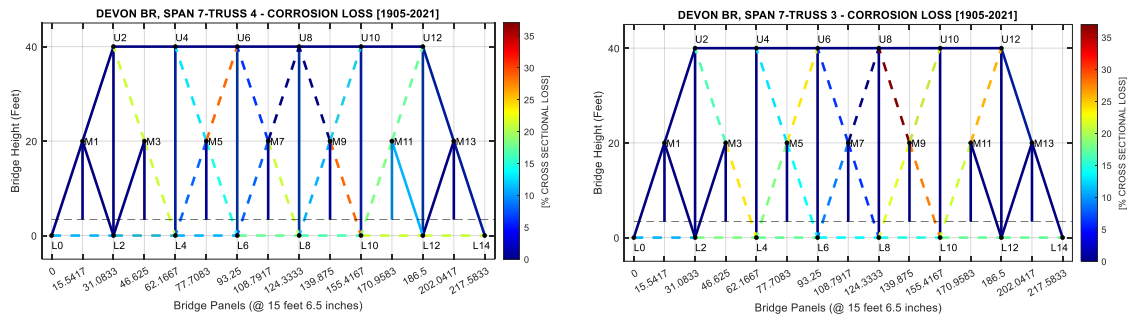 DEVON BR, SPAN 7-TRUSS 4 - CORROSION LOSS [1905-2021]
U2 U4 U6 U8 U10 U12
40
M1 M3 M5 M7 M9 M11 M13
20
0
L0 L2 L4 L6 L8 L10 L12 L14
0 15.5417 31.0833 46.625 62.1667 77.7083 93.25 108.7917 124.3333 139.875 155.4167 170.9583 186.5 202.0417 217.5833
Bridge Height (Feet)
Bridge Panels (@ 15 feet 6.5 inches)
35
30
25
20
15
10
5
0
[% CROSS SECTIONAL LOSS]
DEVON BR, SPAN 7-TRUSS 3 - CORROSION LOSS [1905-2021]
U2 U4 U6 U8 U10 U12
40
M1 M3 M5 M7 M9 M11 M13
20
0
L0 L2 L4 L6 L8 L10 L12 L14
0 15.5417 31.0833 46.625 62.1667 77.7083 93.25 108.7917 124.3333 139.875 155.4167 170.9583 186.5 202.0417 217.5833
Bridge Height (Feet)
Bridge Panels (@ 15 feet 6.5 inches)
35
30
25
20
15
10
5
0
[% CROSS SECTIONAL LOSS]